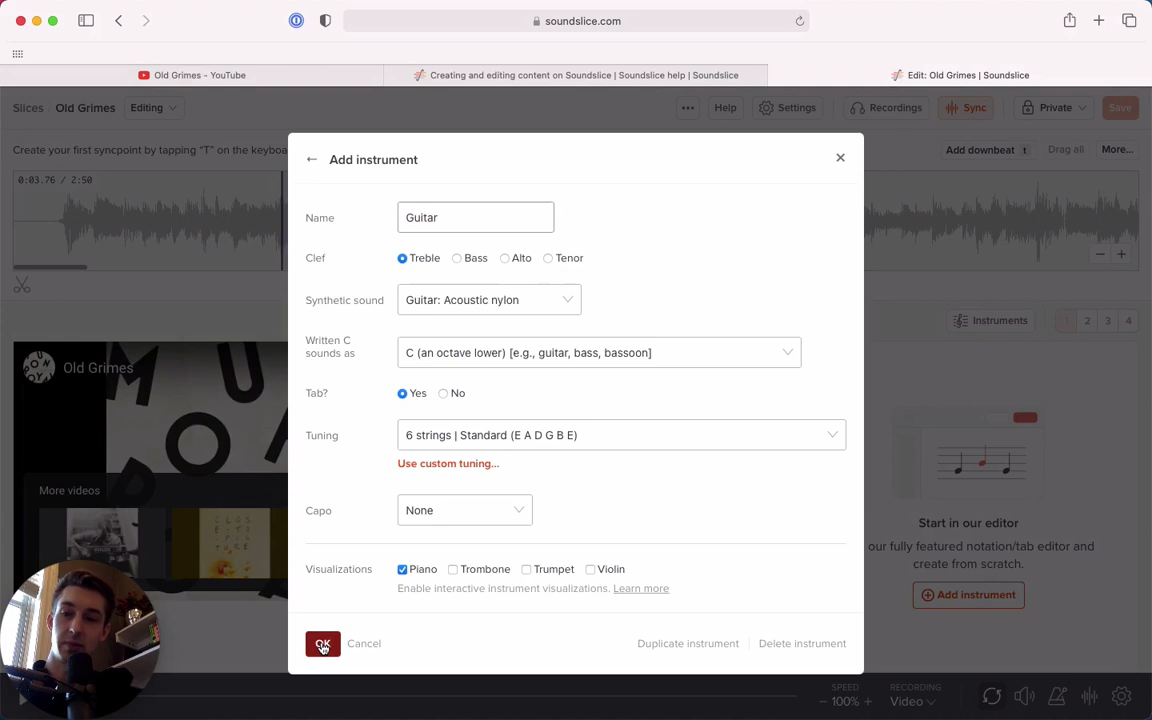 soundslice.com
Old Grimes - YouTube
Creating and editing content on Soundslice | Soundslice help | Soundslice
Edit: Old Grimes | Soundslice
Slices / Old Grimes Editing
... Help Settings Recordings Sync Private Save
Create your first syncpoint by tapping “T” on the keyboa
Add downbeat t Drag all More...
0:03.76 / 2:50
← Add instrument ×
Name Guitar
Clef Treble Bass Alto Tenor
Synthetic sound Guitar: Acoustic nylon
Written C
sounds as
C (an octave lower) [e.g., guitar, bass, bassoon]
Tab? Yes No
Tuning 6 strings | Standard (E A D G B E)
Use custom tuning...
Capo None
Visualizations Piano Trombone Trumpet Violin
Enable interactive instrument visualizations. Learn more
OK Cancel Duplicate instrument Delete instrument
Instruments 1 2 3 4
Old Grimes
More videos
Start in our editor
our fully featured notation/tab editor and
create from scratch.
Add instrument
SPEED
− 100% +
RECORDING
Video